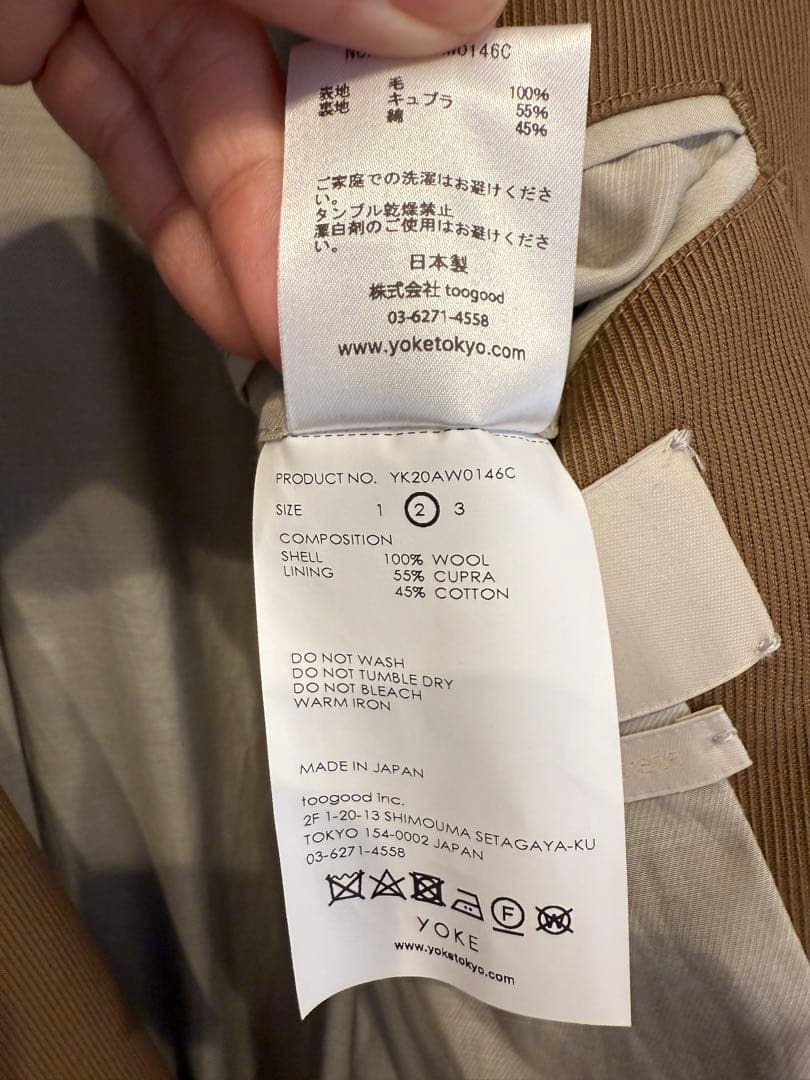 0146C
表地 毛 100%
裏地 キュプラ 55%
綿 45%
ご家庭での洗濯はお避けくださ
い。
タンブル乾燥禁止
漂白剤のご使用はお避けくださ
い。
日本製
株式会社 toogood
03-6271-4558
www.yoketokyo.com
PRODUCT NO. YK20AW0146C
SIZE 1 2 3
COMPOSITION
SHELL 100% WOOL
LINING 55% CUPRA
45% COTTON
DO NOT WASH
DO NOT TUMBLE DRY
DO NOT BLEACH
WARM IRON
MADE IN JAPAN
toogood inc.
2F 1-20-13 SHIMOUMA SETAGAYA-KU
TOKYO 154-0002 JAPAN
03-6271-4558
F W
YOKE
www.yoketokyo.com